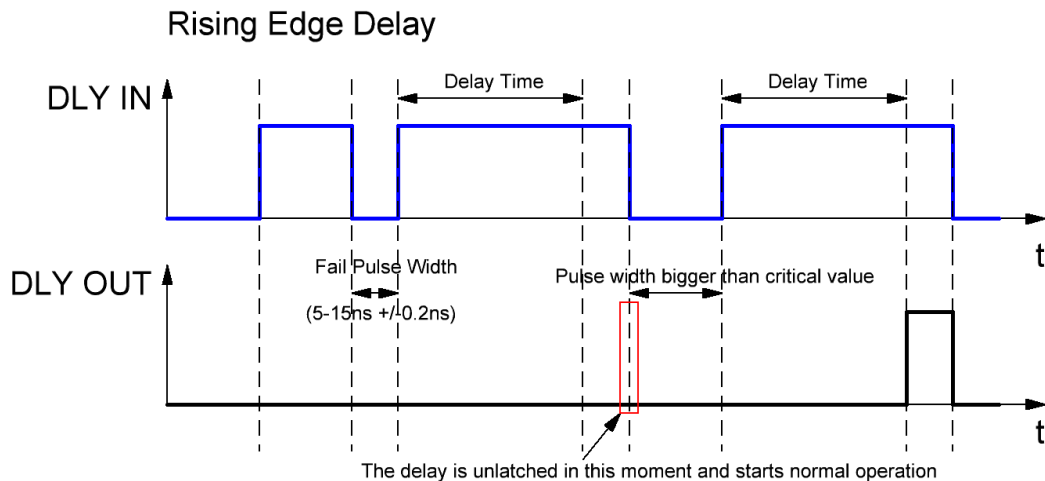 Rising Edge Delay
DLY IN
Delay Time
Delay Time
t
DLY OUT
Fail Pulse Width
(5-15ns +/-0.2ns)
Pulse width bigger than critical value
t
The delay is unlatched in this moment and starts normal operation